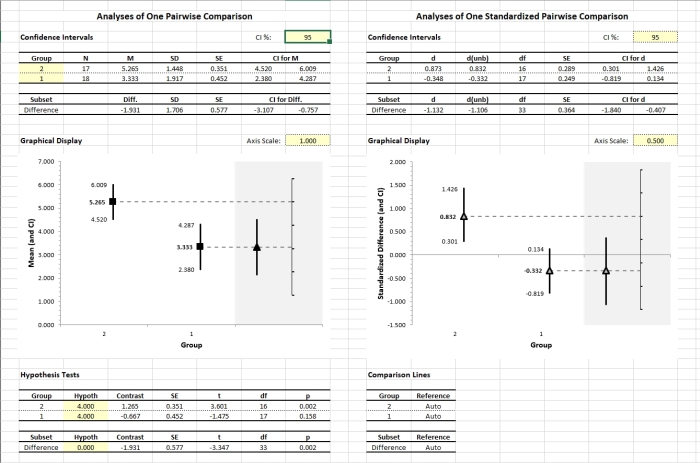 Analyses of One Pairwise Comparison
Confidence Intervals CI %: 95
Group N M SD SE CI for M
2 17 5.265 1.448 0.351 4.520 6.009
1 18 3.333 1.917 0.452 2.380 4.287
Subset Diff. SD SE CI for Diff.
Difference -1.931 1.706 0.577 -3.107 -0.757
Graphical Display Axis Scale: 1.000
7.000
6.000
5.000
4.000
3.000
2.000
1.000
0.000
Mean (and CI)
6.009
5.265
4.520
4.287
3.333
2.380
2 1
Group
Hypothesis Tests
Group Hypoth Contrast SE t df p
2 4.000 1.265 0.351 3.601 16 0.002
1 4.000 -0.667 0.452 -1.475 17 0.158
Subset Hypoth Contrast SE t df p
Difference 0.000 -1.931 0.577 -3.347 33 0.002
Analyses of One Standardized Pairwise Comparison
Confidence Intervals CI %: 95
Group d d(unb) df SE CI for d
2 0.873 0.832 16 0.289 0.301 1.426
1 -0.348 -0.332 17 0.249 -0.819 0.134
Subset d d(unb) df SE CI for d
Difference -1.132 -1.106 33 0.364 -1.840 -0.407
Graphical Display Axis Scale: 0.500
2.000
1.500
1.000
0.500
0.000
-0.500
-1.000
-1.500
Standardized Difference (and CI)
1.426
0.832
0.301
0.134
-0.332
-0.819
2 1
Group
Comparison Lines
Group Reference
2 Auto
1 Auto
Subset Reference
Difference Auto